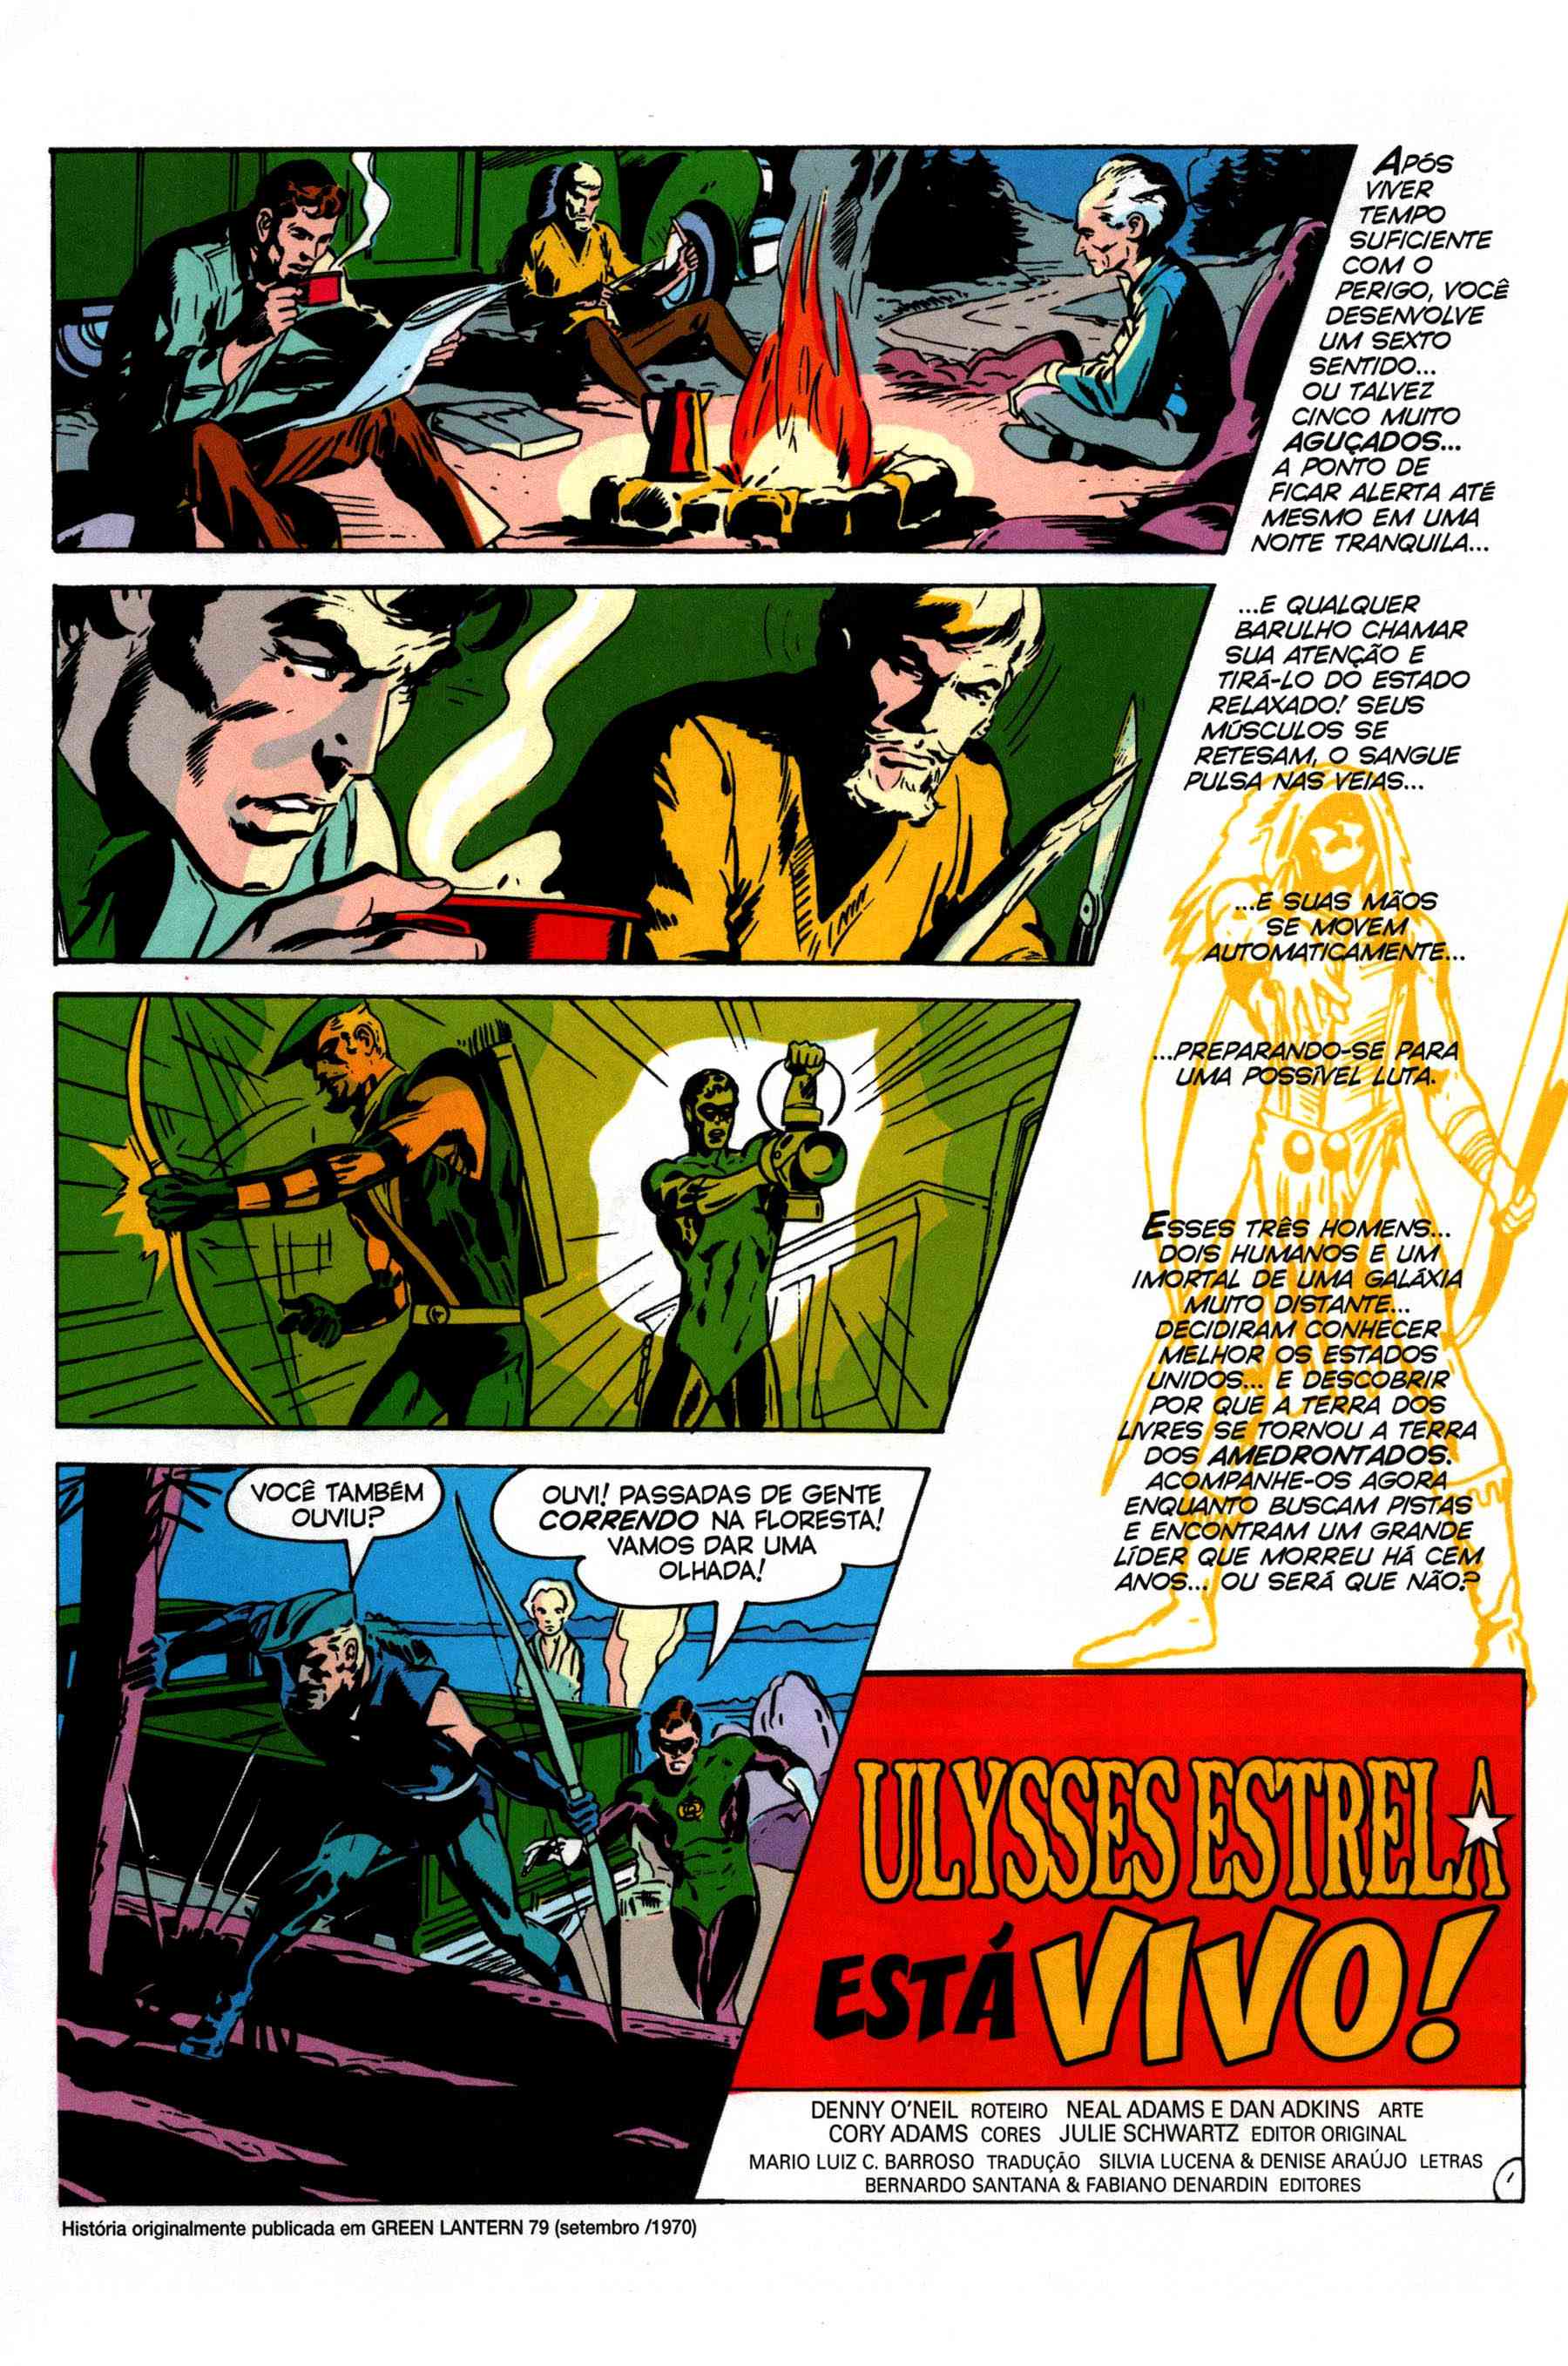 APÓS
VIVER
TEMPO
SUFICIENTE
COM O
PERIGO, VOCÊ
DESENVOLVE
UM SEXTO
SENTIDO...
OU TALVEZ
CINCO MUITO
AGUÇADOS...
A PONTO DE
FICAR ALERTA ATÉ
MESMO EM UMA
NOITE TRANQUILA...
...E QUALQUER
BARULHO CHAMAR
SUA ATENÇÃO E
TIRÁ-LO DO ESTADO
RELAXADO! SEUS
MÚSCULOS SE
RETESAM, O SANGUE
PULSA NAS VEIAS...
...E SUAS MÃOS
SE MOVEM
AUTOMATICAMENTE...
...PREPARANDO-SE PARA
UMA POSSÍVEL LUTA.
ESSES TRÊS HOMENS...
DOIS HUMANOS E UM
IMORTAL DE UMA GALÁXIA
MUITO DISTANTE...
DECIDIRAM CONHECER
MELHOR OS ESTADOS
UNIDOS... E DESCOBRIR
POR QUE A TERRA DOS
LIVRES SE TORNOU A TERRA
DOS AMEDRONTADOS.
ACOMPANHE-OS AGORA
ENQUANTO BUSCAM PISTAS
E ENCONTRAM UM GRANDE
LÍDER QUE MORREU HÁ CEM
ANOS... OU SERÁ QUE NÃO?
VOCÊ TAMBÉM
OUVIU?
OUVI! PASSADAS DE GENTE
CORRENDO NA FLORESTA!
VAMOS DAR UMA
OLHADA!
ULYSSES ESTRELA
ESTÁ VIVO!
DENNY O'NEIL ROTEIRO NEAL ADAMS E DAN ADKINS ARTE
CORY ADAMS CORES JULIE SCHWARTZ EDITOR ORIGINAL
MARIO LUIZ C. BARROSO TRADUÇÃO SILVIA LUCENA & DENISE ARAÚJO LETRAS
BERNARDO SANTANA & FABIANO DENARDIN EDITORES
1
História originalmente publicada em GREEN LANTERN 79 (setembro /1970)